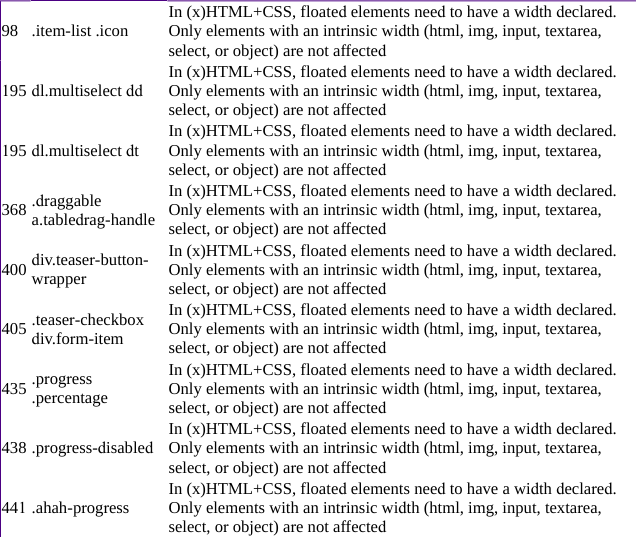 98 .item-list .icon In (x)HTML+CSS, floated elements need to have a width declared.
Only elements with an intrinsic width (html, img, input, textarea,
select, or object) are not affected
195 dl.multiselect dd In (x)HTML+CSS, floated elements need to have a width declared.
Only elements with an intrinsic width (html, img, input, textarea,
select, or object) are not affected
195 dl.multiselect dt In (x)HTML+CSS, floated elements need to have a width declared.
Only elements with an intrinsic width (html, img, input, textarea,
select, or object) are not affected
368 .draggable
a.tabledrag-handle In (x)HTML+CSS, floated elements need to have a width declared.
Only elements with an intrinsic width (html, img, input, textarea,
select, or object) are not affected
400 div.teaser-button-
wrapper In (x)HTML+CSS, floated elements need to have a width declared.
Only elements with an intrinsic width (html, img, input, textarea,
select, or object) are not affected
405 .teaser-checkbox
div.form-item In (x)HTML+CSS, floated elements need to have a width declared.
Only elements with an intrinsic width (html, img, input, textarea,
select, or object) are not affected
435 .progress
.percentage In (x)HTML+CSS, floated elements need to have a width declared.
Only elements with an intrinsic width (html, img, input, textarea,
select, or object) are not affected
438 .progress-disabled In (x)HTML+CSS, floated elements need to have a width declared.
Only elements with an intrinsic width (html, img, input, textarea,
select, or object) are not affected
441 .ahah-progress In (x)HTML+CSS, floated elements need to have a width declared.
Only elements with an intrinsic width (html, img, input, textarea,
select, or object) are not affected